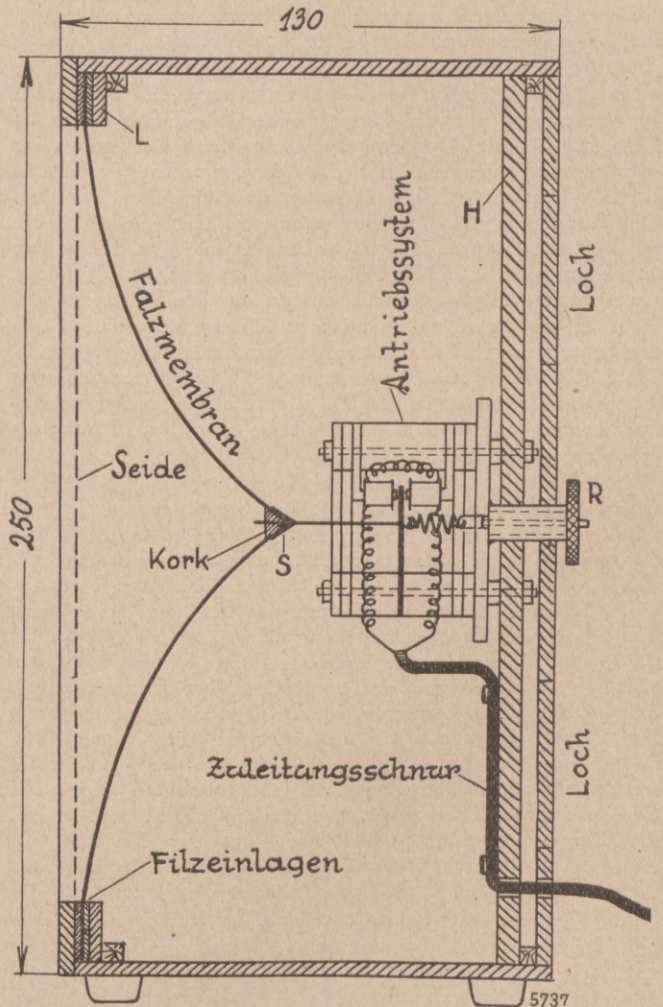 130
L
H
Antriebssystem
Loch
Falzmembran
Seide
250
R
Kork
S
Zuleitungsschnur
Loch
Filzeinlagen
5737